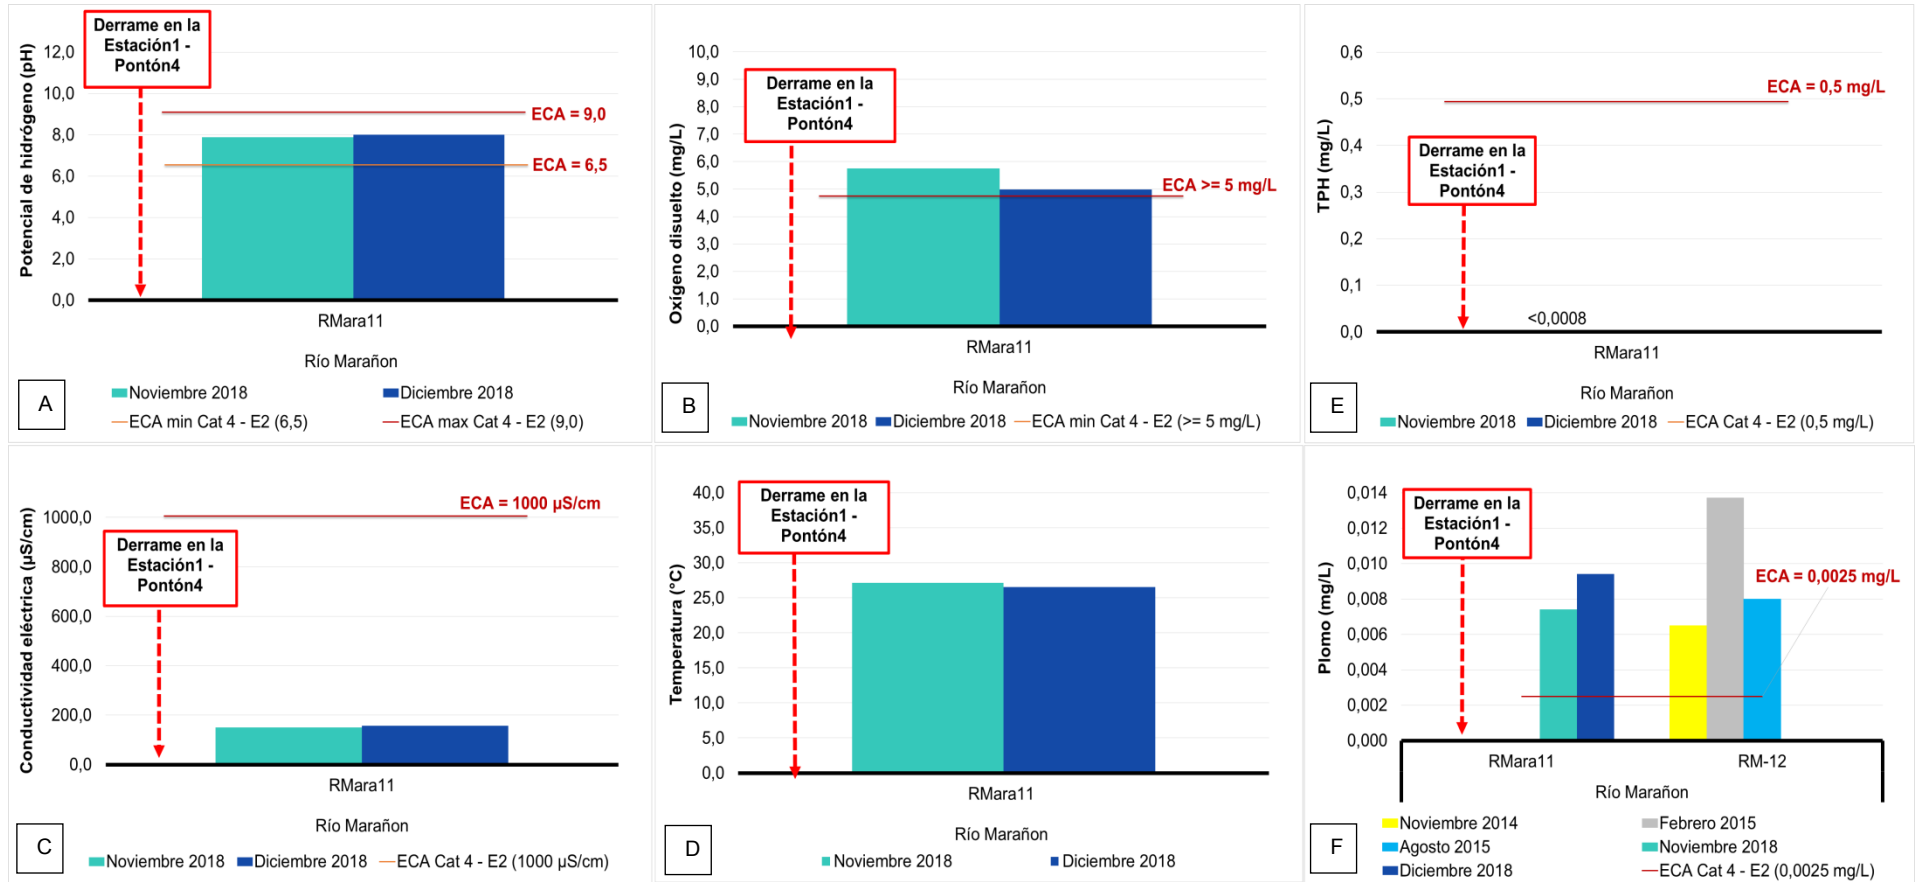 Potencial de hidrógeno (pH)
12,0
10,0
8,0
6,0
4,0
2,0
0,0
Derrame en la
Estación1 -
Pontón4
ECA = 9,0
ECA = 6,5
RMara11
Río Marañon
Noviembre 2018
Diciembre 2018
ECA min Cat 4 - E2 (6,5)
ECA max Cat 4 - E2 (9,0)
A
Oxígeno disuelto (mg/L)
10,0
9,0
8,0
7,0
6,0
5,0
4,0
3,0
2,0
1,0
0,0
Derrame en la
Estación1 -
Pontón4
ECA >= 5 mg/L
RMara11
Río Marañon
Noviembre 2018
Diciembre 2018
ECA min Cat 4 - E2 (>= 5 mg/L)
B
TPH (mg/L)
0,6
0,5
0,4
0,3
0,2
0,1
0,0
ECA = 0,5 mg/L
Derrame en la
Estación1 -
Pontón4
<0,0008
RMara11
Río Marañon
Noviembre 2018
Diciembre 2018
ECA Cat 4 - E2 (0,5 mg/L)
E
Conductividad eléctrica (µS/cm)
1000,0
800,0
600,0
400,0
200,0
0,0
ECA = 1000 µS/cm
Derrame en la
Estación1 -
Pontón4
RMara11
Río Marañon
Noviembre 2018
Diciembre 2018
ECA Cat 4 - E2 (1000 µS/cm)
C
Temperatura (°C)
40,0
35,0
30,0
25,0
20,0
15,0
10,0
5,0
0,0
Derrame en la
Estación1 -
Pontón4
RMara11
Río Marañon
Noviembre 2018
Diciembre 2018
D
Plomo (mg/L)
0,014
0,012
0,010
0,008
0,006
0,004
0,002
0,000
Derrame en la
Estación1 -
Pontón4
ECA = 0,0025 mg/L
RMara11
RM-12
Río Marañon
Noviembre 2014
Febrero 2015
Agosto 2015
Noviembre 2018
Diciembre 2018
ECA Cat 4 - E2 (0,0025 mg/L)
F